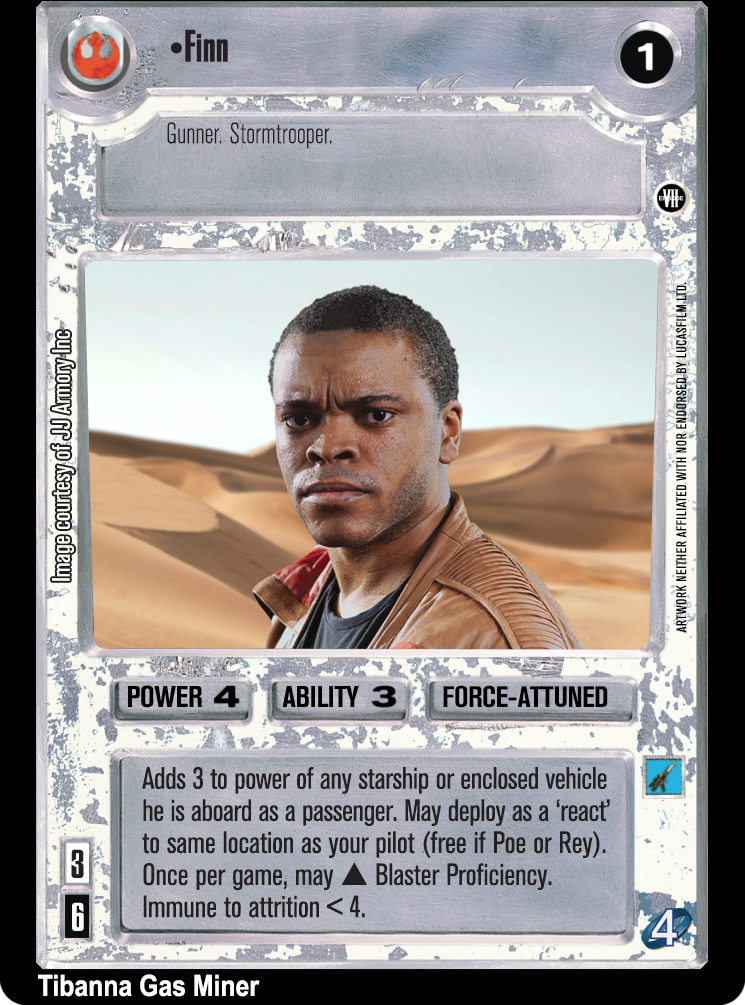 •Finn
1
Gunner. Stormtrooper.
EPISODE
VII
Image courtesy of JU Armory Inc
ARTWORK NEITHER AFFILIATED WITH NOR ENDORSED BY LUCASFILM LTD.
POWER 4
ABILITY 3
FORCE-ATTUNED
Adds 3 to power of any starship or enclosed vehicle
he is aboard as a passenger. May deploy as a ‘react’
to same location as your pilot (free if Poe or Rey).
Once per game, may ▲ Blaster Proficiency.
Immune to attrition < 4.
3
6
4
Tibanna Gas Miner